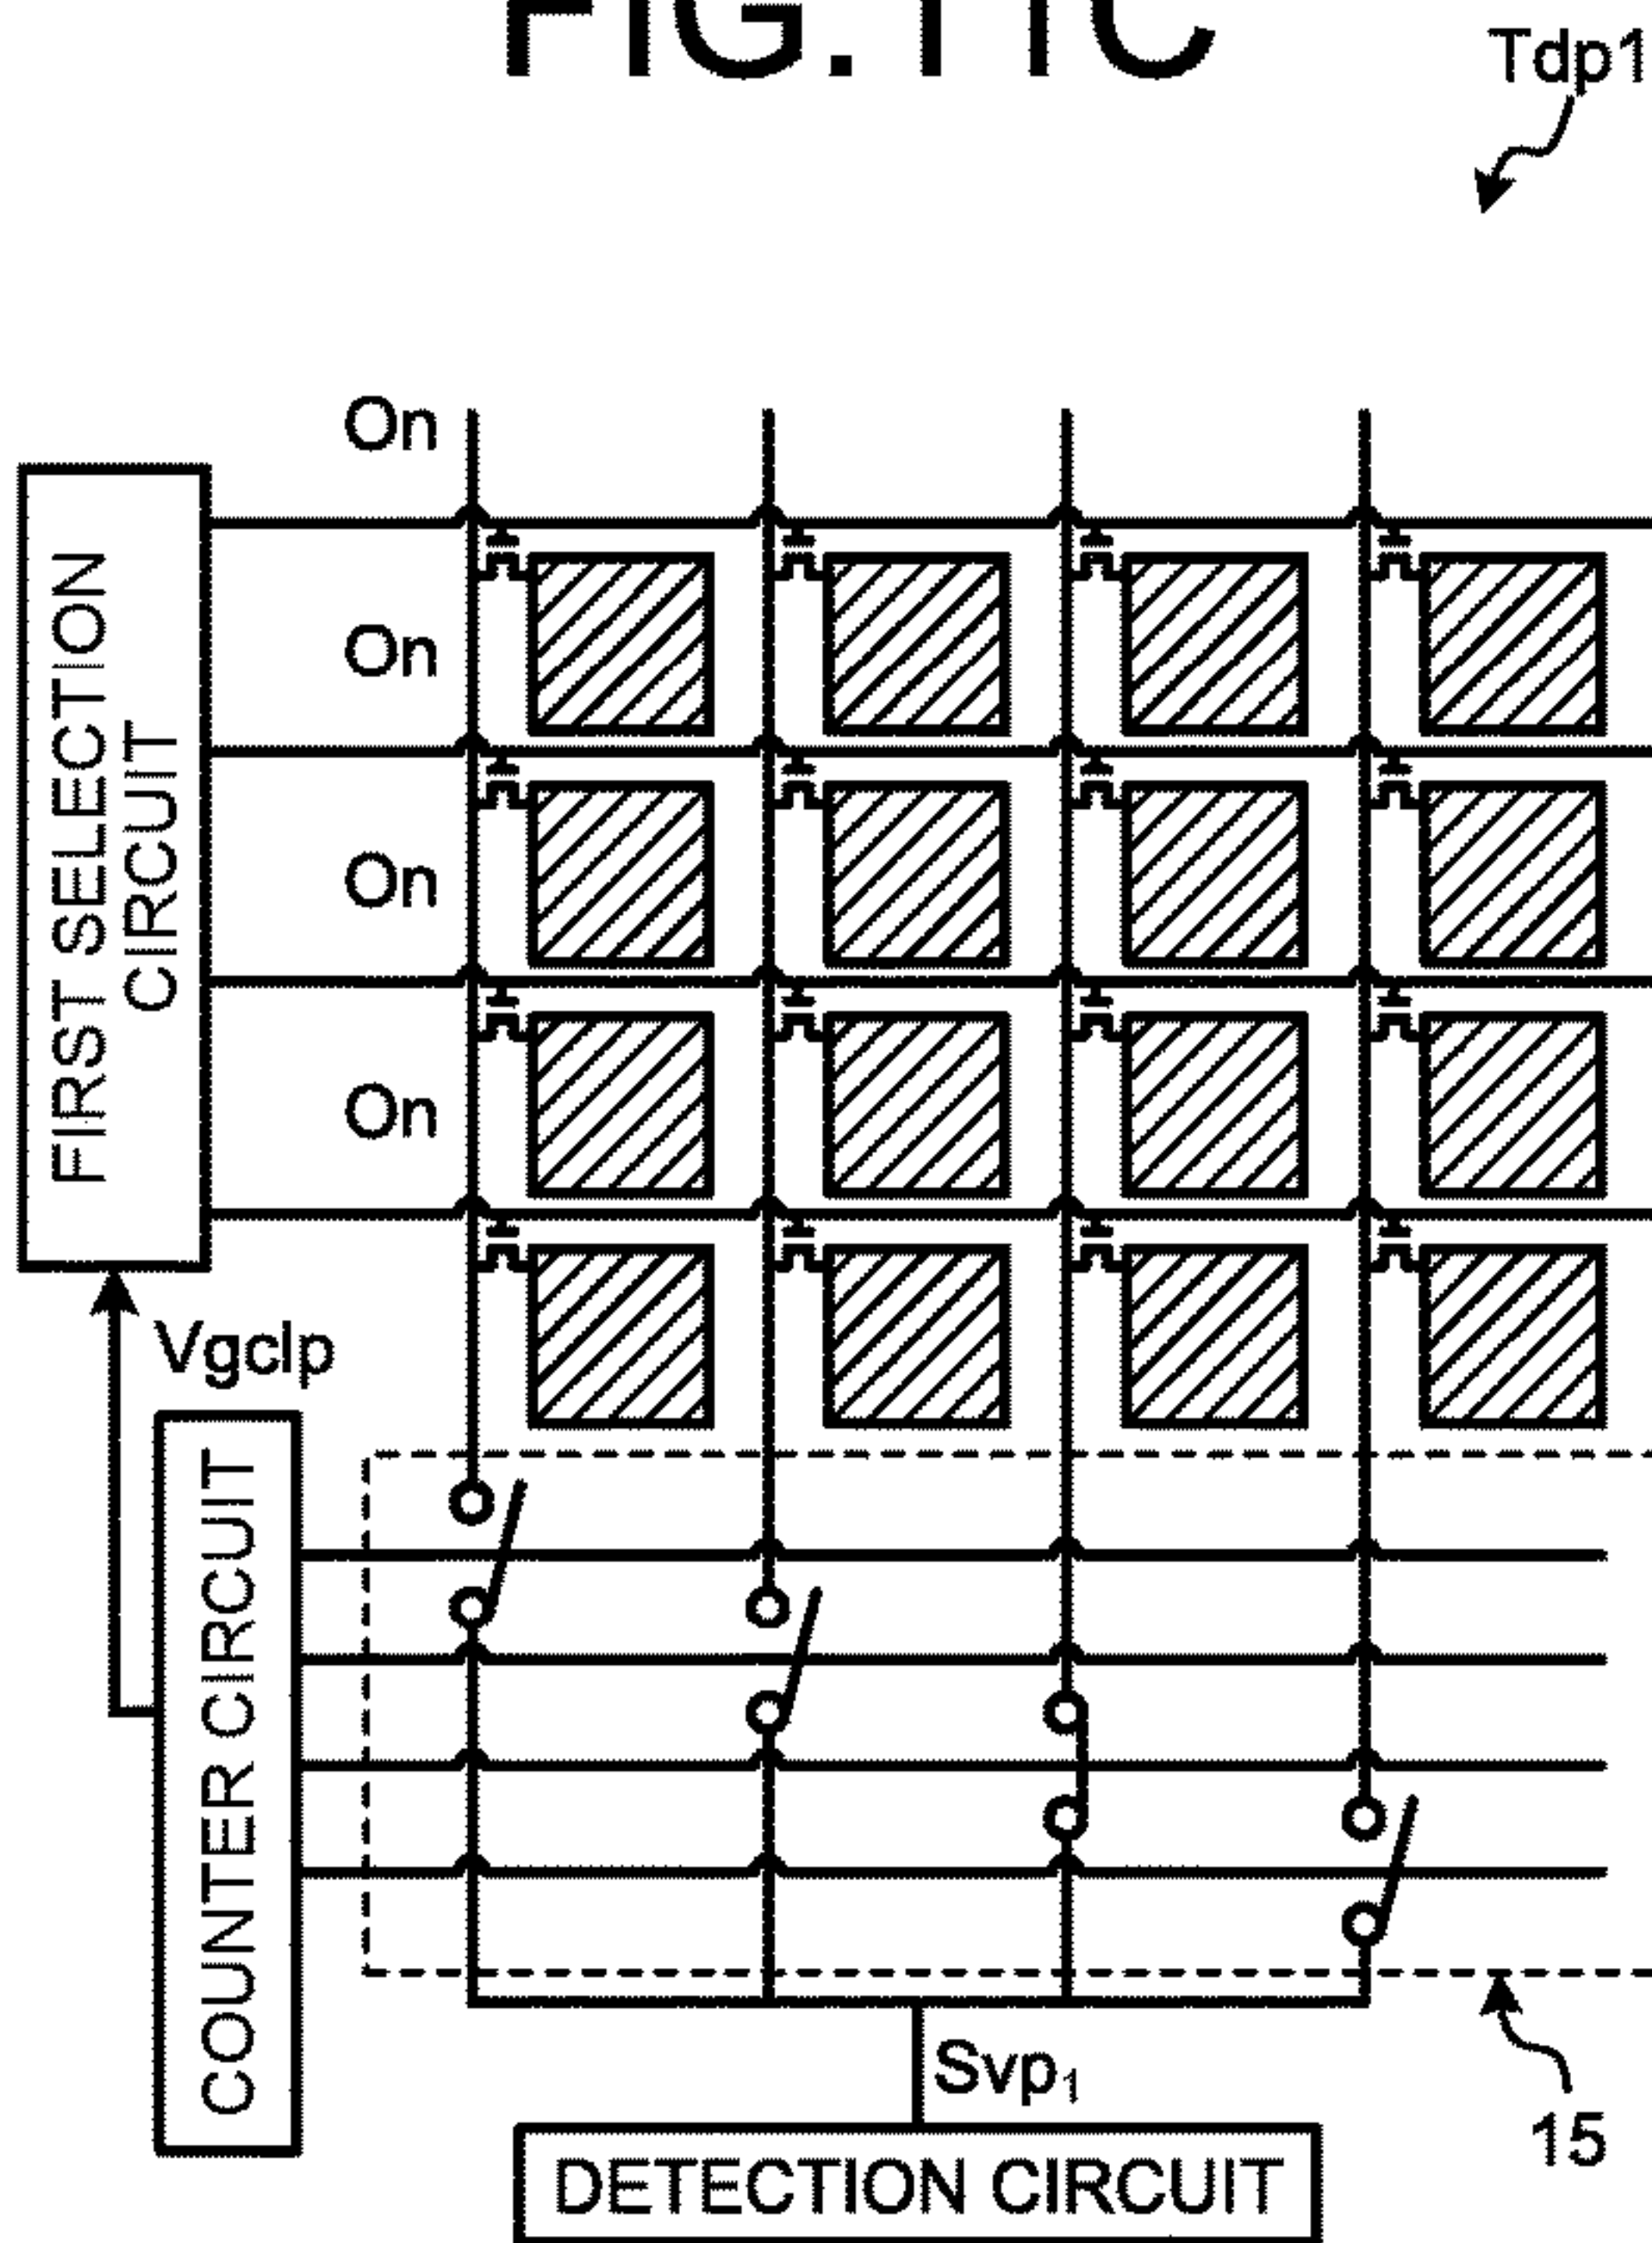 FIG.11C
Tdp1
On
On
On
On
FIRST SELECTION
CIRCUIT
Vgclp
COUNTER CIRCUIT
Svp₁
15
DETECTION CIRCUIT